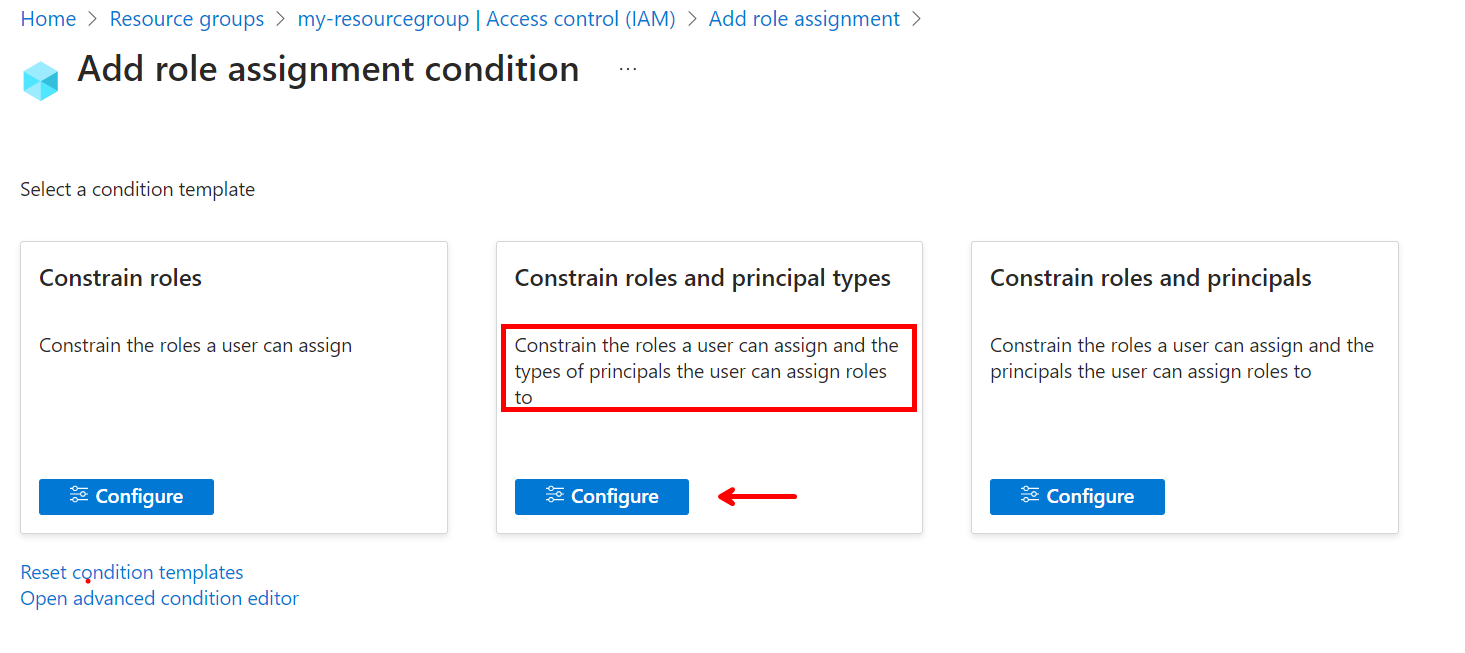 Home > Resource groups > my-resourcegroup | Access control (IAM) > Add role assignment >
Add role assignment condition ...
Select a condition template
Constrain roles
Constrain the roles a user can assign
Configure
Constrain roles and principal types
Constrain the roles a user can assign and the
types of principals the user can assign roles
to
Configure
Constrain roles and principals
Constrain the roles a user can assign and the
principals the user can assign roles to
Configure
Reset condition templates
Open advanced condition editor